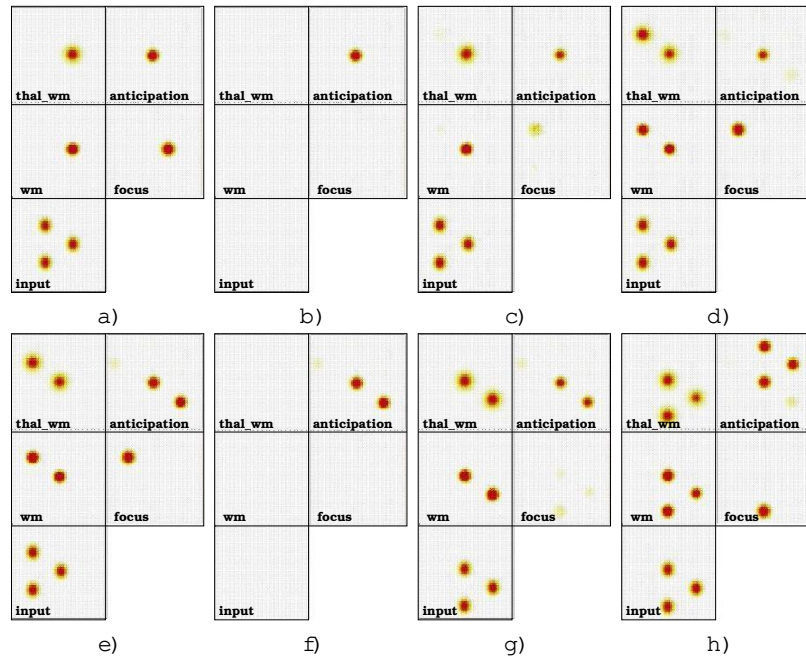 thal_wm anticipation thal_wm anticipation thal_wm anticipation thal_wm anticipation
wm focus wm focus wm focus wm focus
input input input input
a) b) c) d)
thal_wm anticipation thal_wm anticipation thal_wm anticipation thal_wm anticipation
wm focus wm focus wm focus wm focus
input input input input
e) f) g) h)